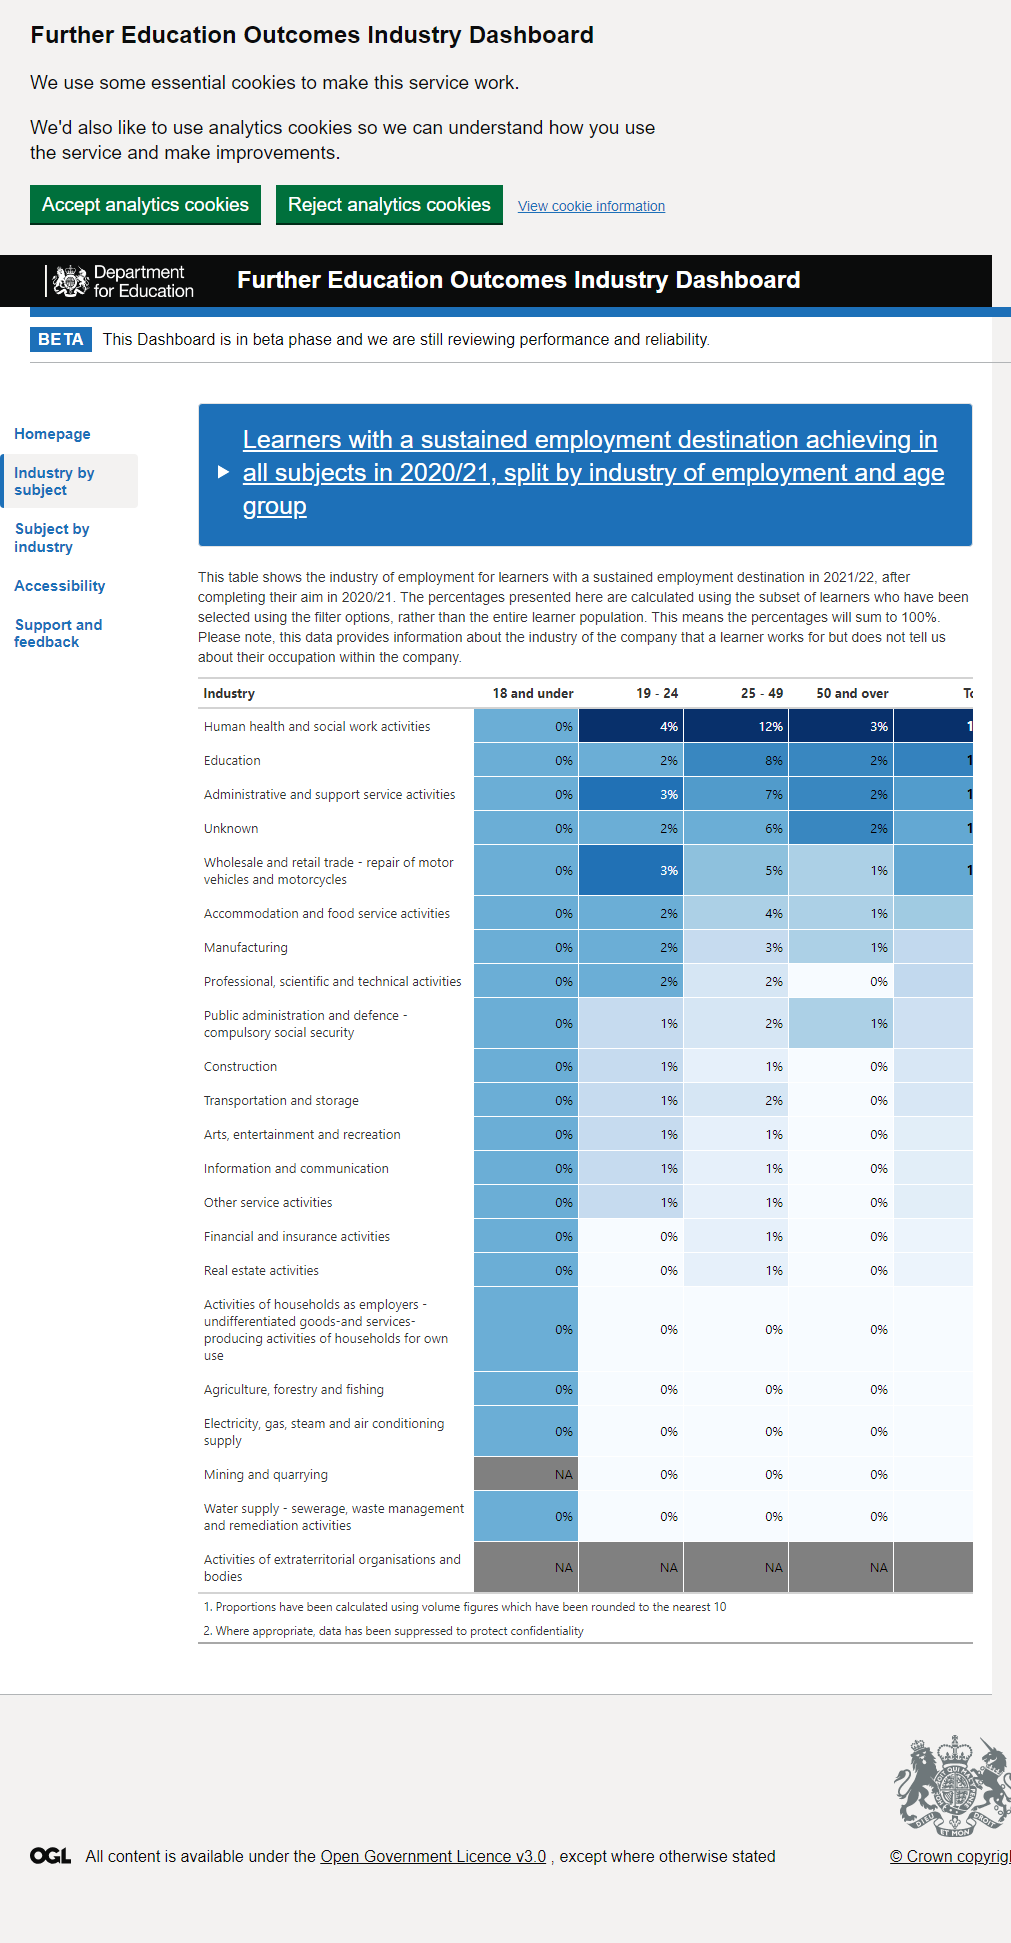 Further Education Outcomes Industry Dashboard
We use some essential cookies to make this service work.
We'd also like to use analytics cookies so we can understand how you use
the service and make improvements.
Accept analytics cookies Reject analytics cookies View cookie information
Department
for Education
Further Education Outcomes Industry Dashboard
BETA This Dashboard is in beta phase and we are still reviewing performance and reliability.
Homepage
Industry by
subject
Subject by
industry
Accessibility
Support and
feedback
Learners with a sustained employment destination achieving in
all subjects in 2020/21, split by industry of employment and age
group
This table shows the industry of employment for learners with a sustained employment destination in 2021/22, after
completing their aim in 2020/21. The percentages presented here are calculated using the subset of learners who have been
selected using the filter options, rather than the entire learner population. This means the percentages will sum to 100%.
Please note, this data provides information about the industry of the company that a learner works for but does not tell us
about their occupation within the company.
Industry 18 and under 19 - 24 25 - 49 50 and over
Human health and social work activities 0% 4% 12% 3% 1
Education 0% 2% 8% 2% 1
Administrative and support service activities 0% 3% 7% 2% 1
Unknown 0% 2% 6% 2% 1
Wholesale and retail trade - repair of motor
vehicles and motorcycles 0% 3% 5% 1% 1
Accommodation and food service activities 0% 2% 4% 1%
Manufacturing 0% 2% 3% 1%
Professional, scientific and technical activities 0% 2% 2% 0%
Public administration and defence -
compulsory social security 0% 1% 2% 1%
Construction 0% 1% 1% 0%
Transportation and storage 0% 1% 2% 0%
Arts, entertainment and recreation 0% 1% 1% 0%
Information and communication 0% 1% 1% 0%
Other service activities 0% 1% 1% 0%
Financial and insurance activities 0% 0% 1% 0%
Real estate activities 0% 0% 1% 0%
Activities of households as employers -
undifferentiated goods-and services-
producing activities of households for own
use 0% 0% 0% 0%
Agriculture, forestry and fishing 0% 0% 0% 0%
Electricity, gas, steam and air conditioning
supply 0% 0% 0% 0%
Mining and quarrying NA 0% 0% 0%
Water supply - sewerage, waste management
and remediation activities 0% 0% 0% 0%
Activities of extraterritorial organisations and
bodies NA NA NA NA
1. Proportions have been calculated using volume figures which have been rounded to the nearest 10
2. Where appropriate, data has been suppressed to protect confidentiality
OGL All content is available under the Open Government Licence v3.0 , except where otherwise stated
© Crown copyrig